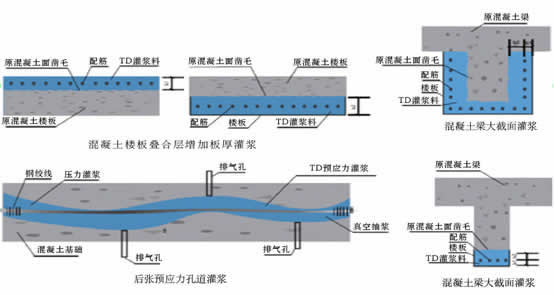 原混凝土面凿毛 配筋 TD灌浆料
原混凝土楼板
原混凝土面凿毛 原混凝土楼板
配筋 楼板 TD灌浆料
混凝土楼板叠合层增加板厚灌浆
原混凝土梁
原混凝土面凿毛
配筋
楼板
TD灌浆料
混凝土梁大截面灌浆
钢绞线 压力灌浆 排气孔 TD预应力灌浆
混凝土基础 排气孔 排气孔 真空抽浆
后张预应力孔道灌浆
原混凝土梁
原混凝土面凿毛
配筋
楼板
TD灌浆料
混凝土梁大截面灌浆